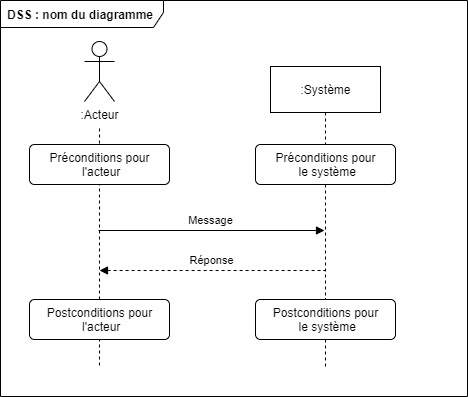 DSS : nom du diagramme
:Acteur
:Système
Préconditions pour
l'acteur
Préconditions pour
le système
Message
Réponse
Postconditions pour
l'acteur
Postconditions pour
le système